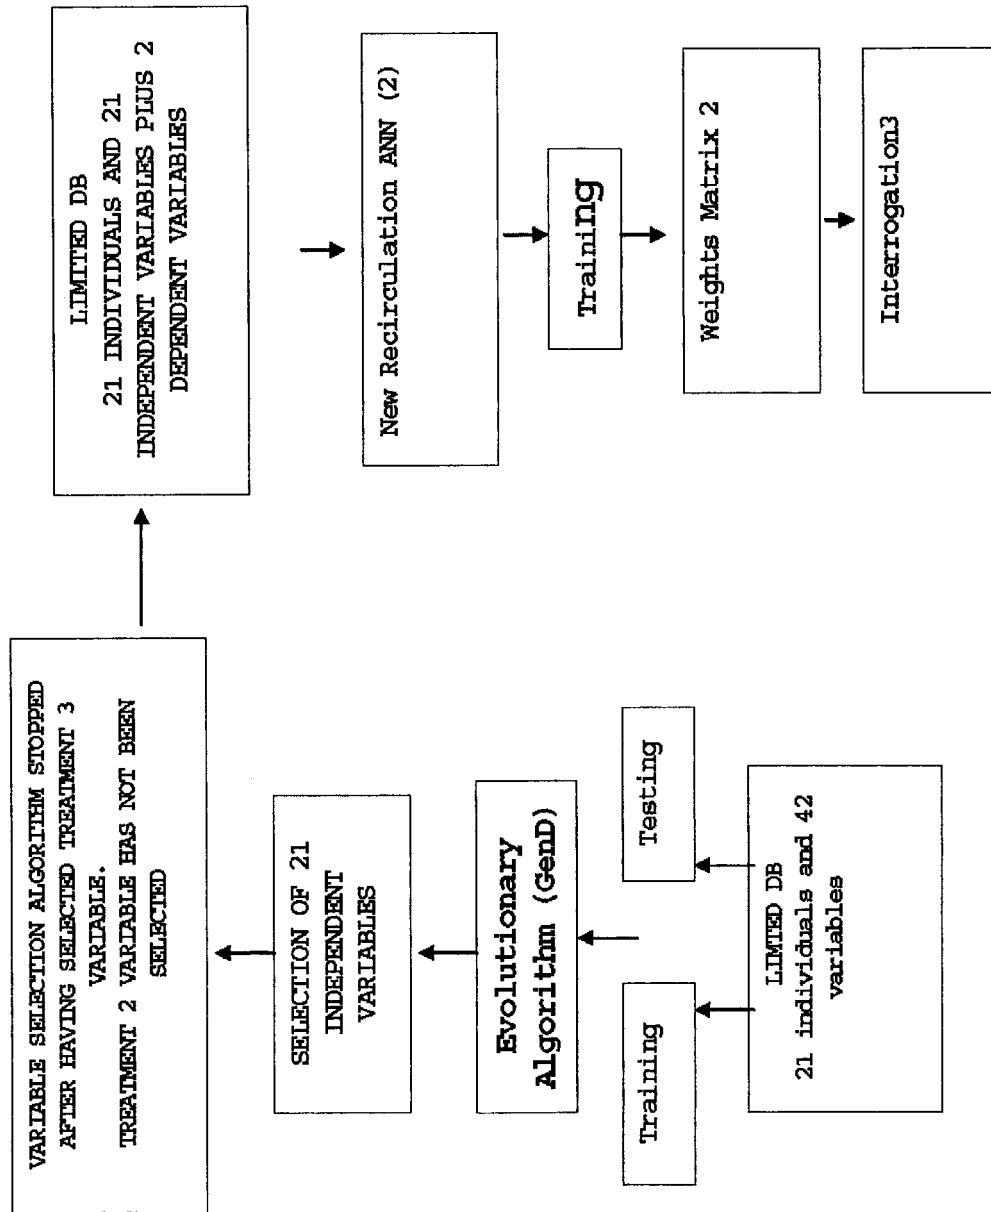 LIMTED DB
21 individuals and 42
variables
Training
Testing
Evolutionary
Algorithm (GenD)
SELECTION OF 21
INDEPENDENT
VARIABLES
VARIABLE SELECTION ALGORITHM STOPPED
AFTER HAVING SELECTED TREATMENT 3
VARIABLE.
TREATMENT 2 VARIABLE HAS NOT BEEN
SELECTED
LIMITED DB
21 INDIVIDUALS AND 21
INDEPENDENT VARIABLES PLUS 2
DEPENDENT VARIABLES
New Recirculation ANN (2)
Training
Weights Matrix 2
Interrogation3